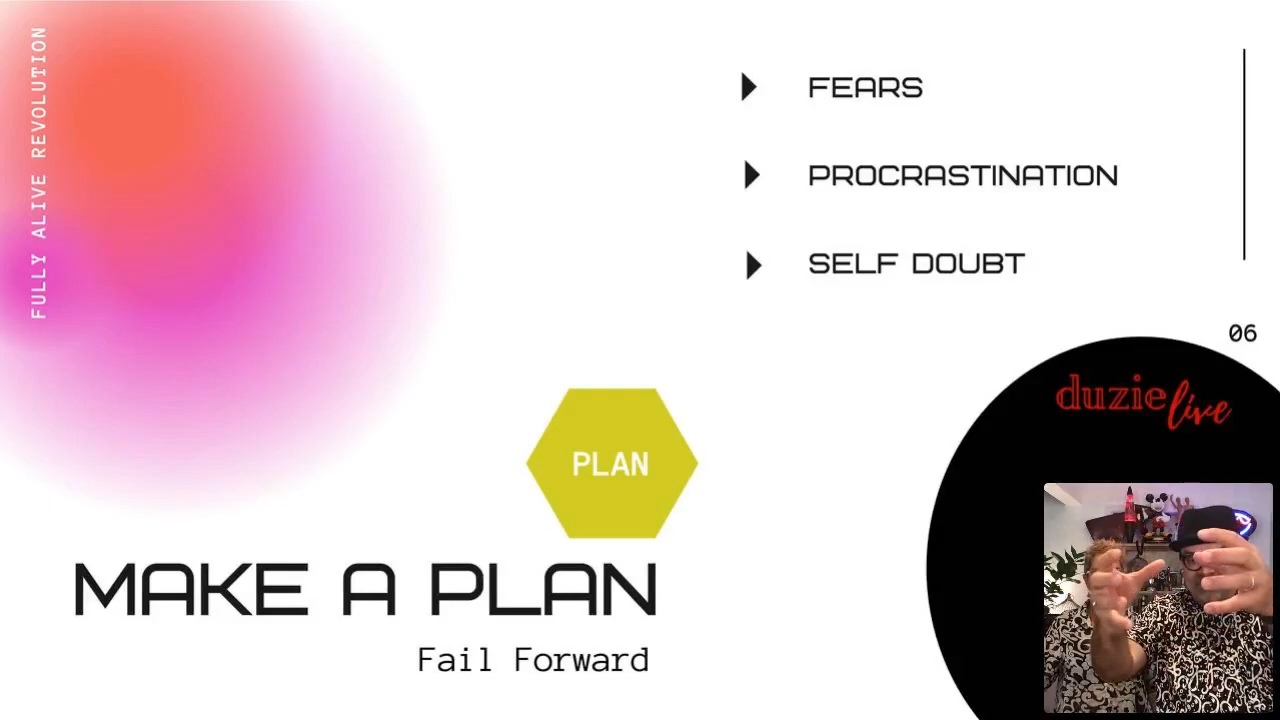 FULLY ALIVE REVOLUTION
FEARS
PROCRASTINATION
SELF DOUBT
06
duzie live
PLAN
MAKE A PLAN
Fail Forward